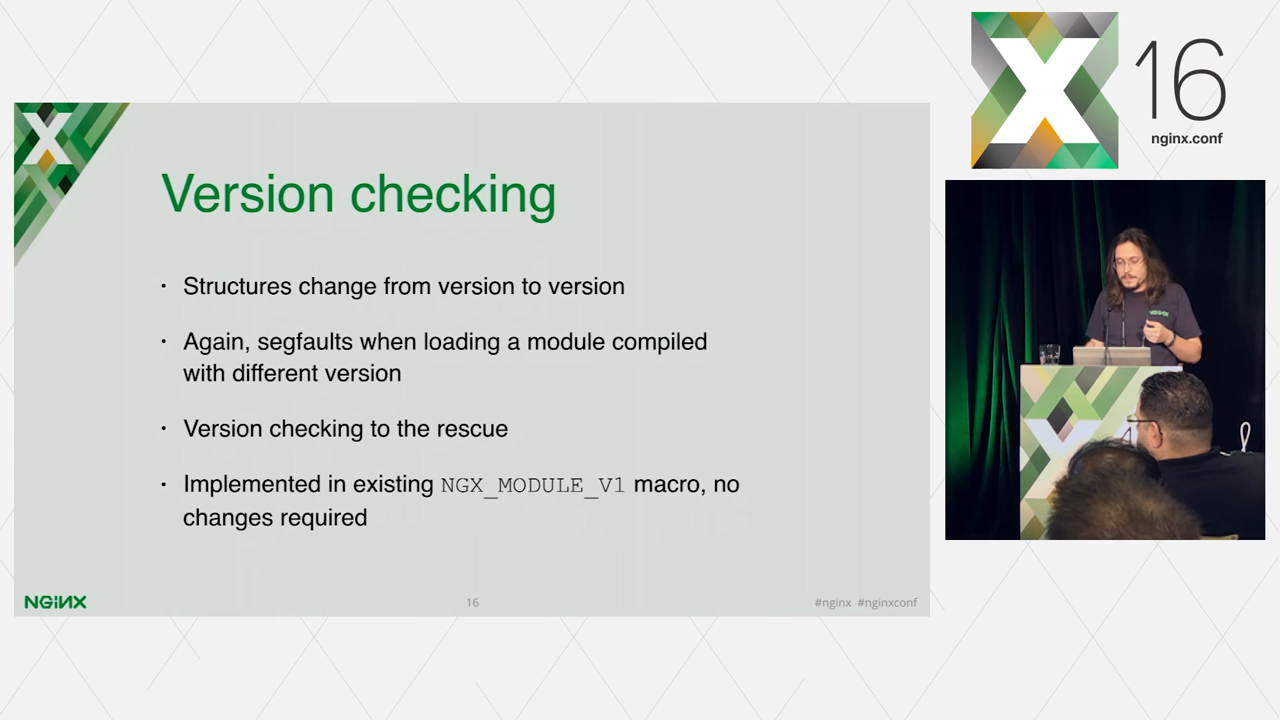 X
16
nginx.conf
X
Version checking
· Structures change from version to version
· Again, segfaults when loading a module compiled
with different version
· Version checking to the rescue
· Implemented in existing NGX_MODULE_V1 macro, no
changes required
NGINX
16
#nginx #nginxconf
NGINX